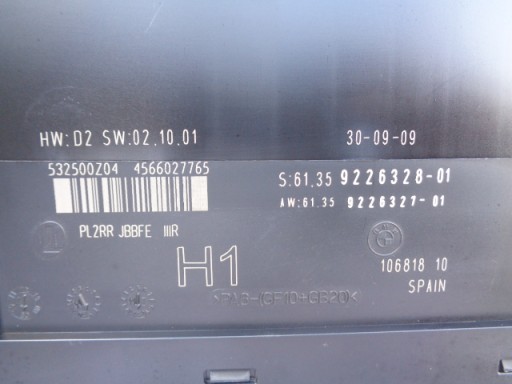 HW:D2 SW:02.10.01
30-09-09
532500Z04 4566027765
S:61.35 9226328-01
AW:61.35 9226327-01
PL2RR JBBFE IIIR
H1
106818 10
SPAIN